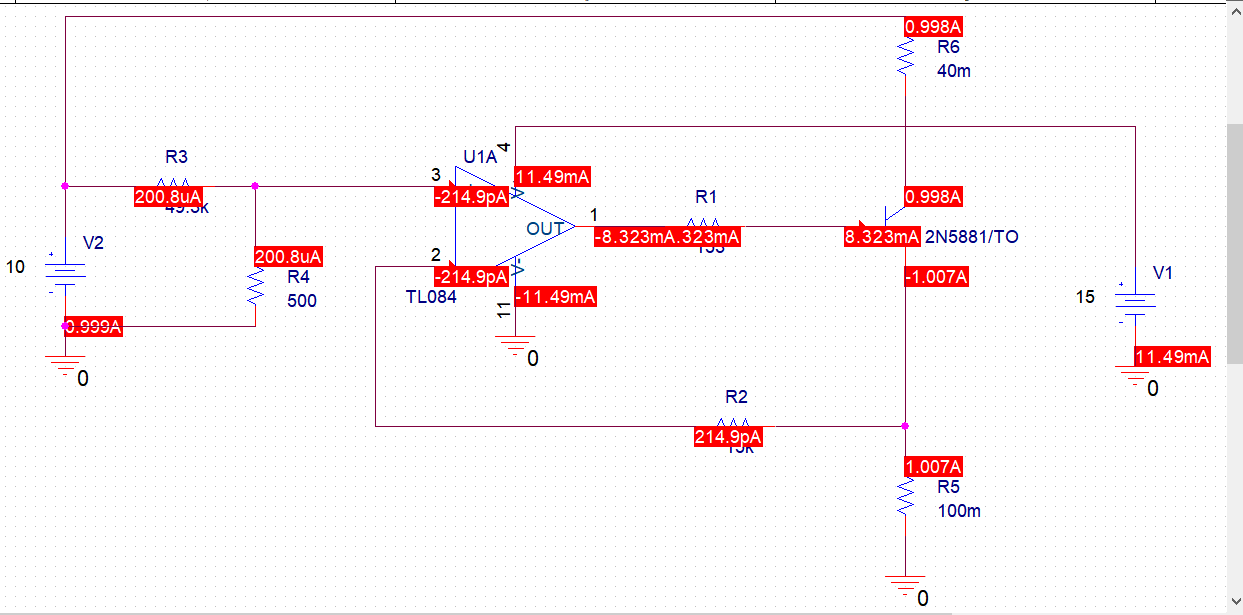 0.998A
R6
40m
4
R3
U1A
3
11.49mA
200.8uA
-214.9pA
V+
0.998A
R1
1
OUT
-8.323mA
.323mA
8.323mA
2N5881/TO
V2
200.8uA
2
10
R4
-214.9pA
V-
-1.007A
V1
500
TL084
-11.49mA
15
11
0.999A
0
11.49mA
0
0
R2
214.9pA
15k
1.007A
R5
100m
0